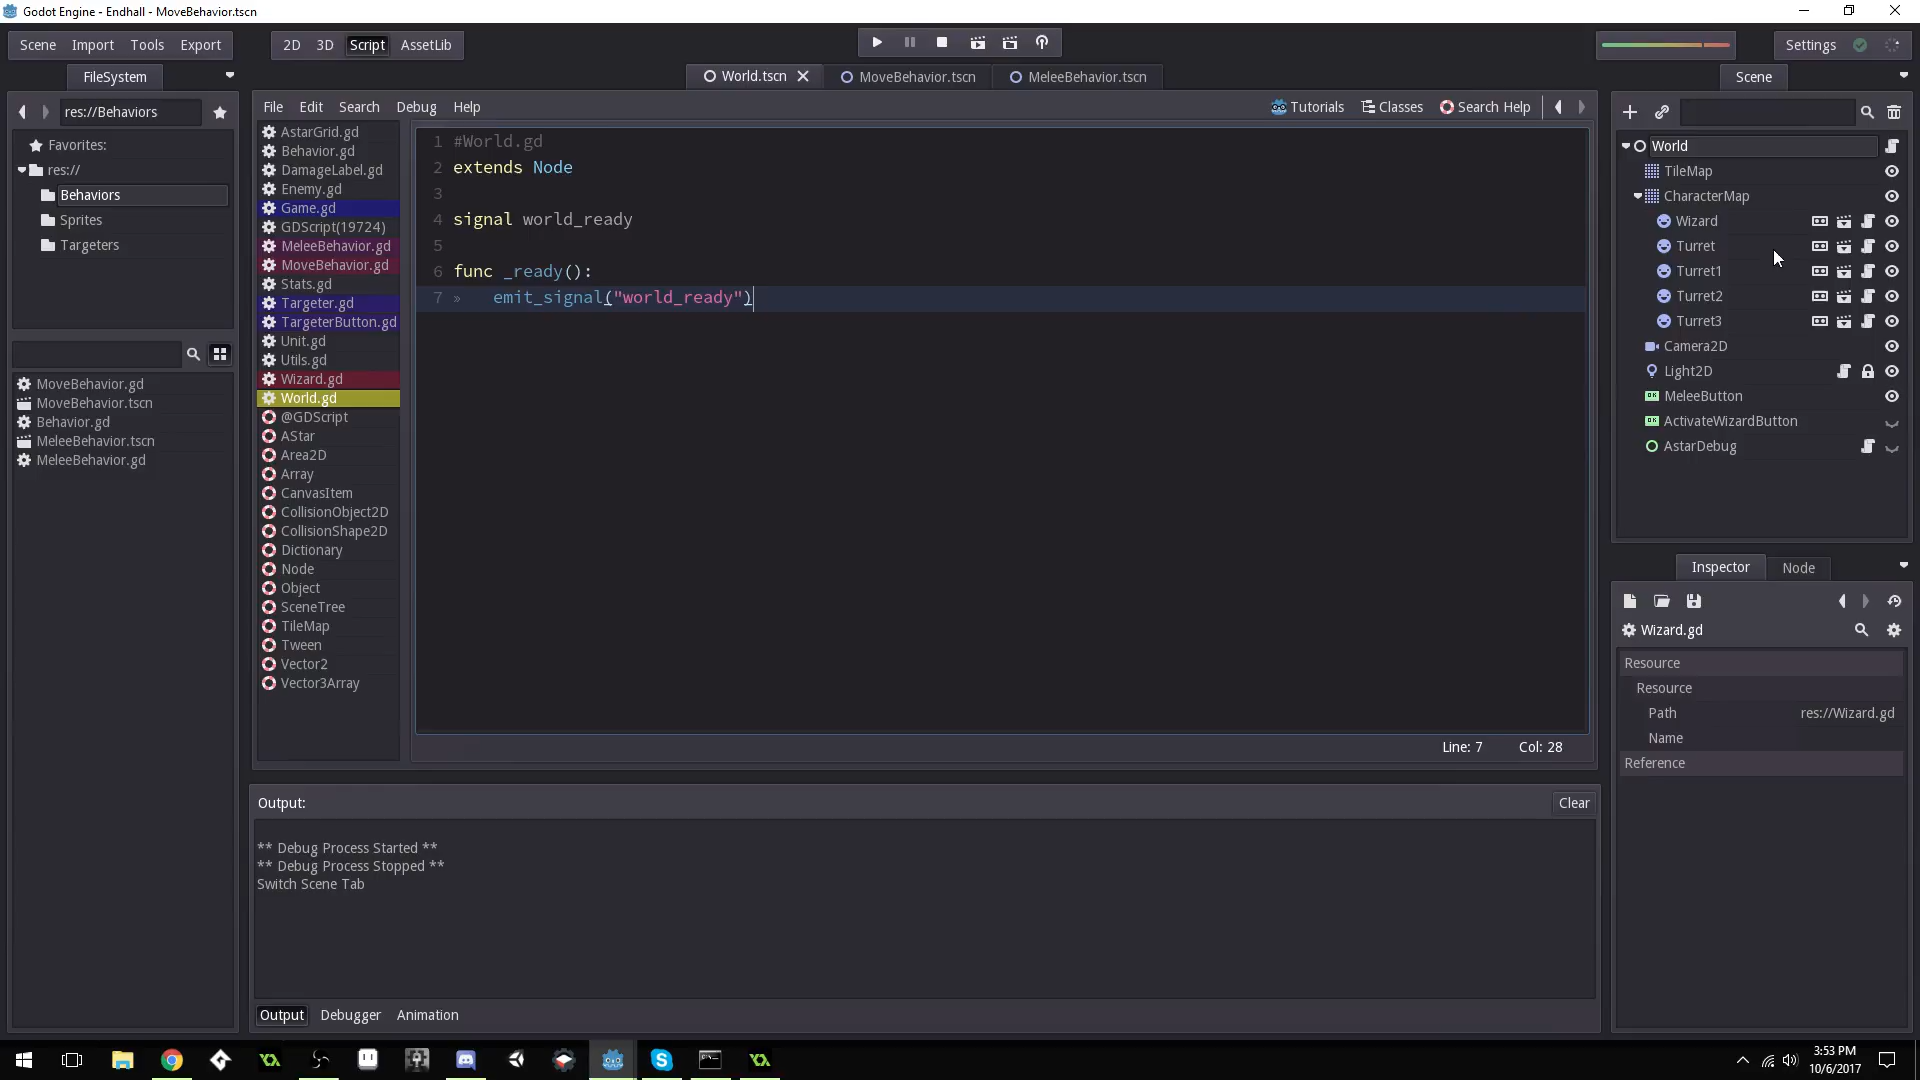 Godot Engine - Endhall - MoveBehavior.tscn
Scene Import Tools Export
2D 3D Script AssetLib
Settings
FileSystem
res://Behaviors
Favorites:
res://
Behaviors
Sprites
Targeters
MoveBehavior.gd
MoveBehavior.tscn
Behavior.gd
MeleeBehavior.tscn
MeleeBehavior.gd
World.tscn MoveBehavior.tscn MeleeBehavior.tscn
File Edit Search Debug Help
Tutorials Classes Search Help
AstarGrid.gd
Behavior.gd
DamageLabel.gd
Enemy.gd
Game.gd
GDScript(19724)
MeleeBehavior.gd
MoveBehavior.gd
Stats.gd
Targeter.gd
TargeterButton.gd
Unit.gd
Utils.gd
Wizard.gd
World.gd
@GDScript
AStar
Area2D
Array
CanvasItem
CollisionObject2D
CollisionShape2D
Dictionary
Node
Object
SceneTree
TileMap
Tween
Vector2
Vector3Array
1 #World.gd
2 extends Node
3
4 signal world_ready
5
6 func _ready():
7 » emit_signal("world_ready")
Line: 7 Col: 28
Output:
Clear
** Debug Process Started **
** Debug Process Stopped **
Switch Scene Tab
Output Debugger Animation
Scene
World
TileMap
CharacterMap
Wizard
Turret
Turret1
Turret2
Turret3
Camera2D
Light2D
OK MeleeButton
OK ActivateWizardButton
AstarDebug
Inspector Node
Wizard.gd
Resource
Resource
Path res://Wizard.gd
Name
Reference
3:53 PM
10/6/2017